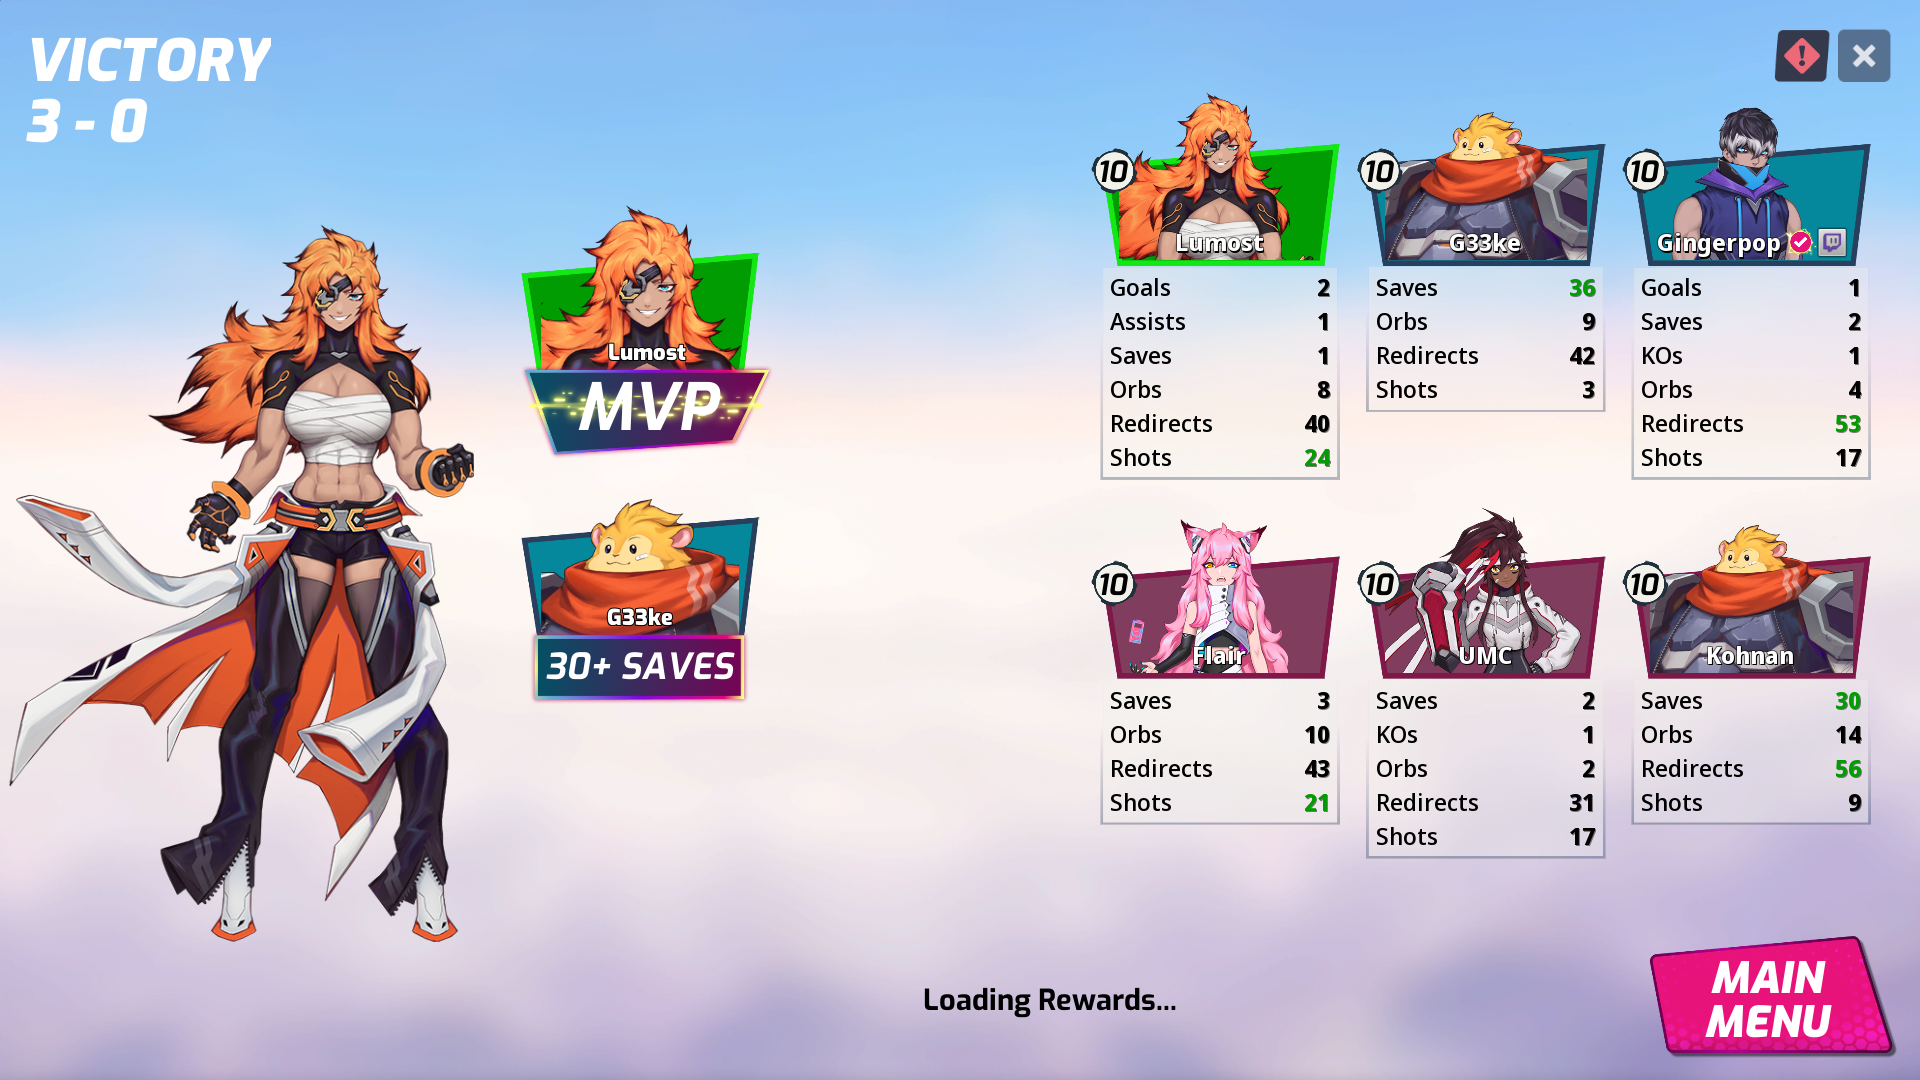 VICTORY
3 - 0
Lumost
MVP
G33ke
30+ SAVES
10
Lumost
Goals 2
Assists 1
Saves 1
Orbs 8
Redirects 40
Shots 24
10
G33ke
Saves 36
Orbs 9
Redirects 42
Shots 3
10
Gingerpop
Goals 1
Saves 2
KOs 1
Orbs 4
Redirects 53
Shots 17
10
Flair
Saves 3
Orbs 10
Redirects 43
Shots 21
10
UMC
Saves 2
KOs 1
Orbs 2
Redirects 31
Shots 17
10
Kohnan
Saves 30
Orbs 14
Redirects 56
Shots 9
Loading Rewards...
MAIN
MENU